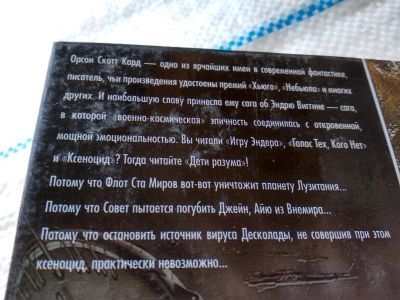 Орсон Скотт Кард — одно из ярчайших имен в современной фантастике,
писатель, чьи произведения удостоены премий «Хьюго», «Небьюла» и многих
других. И наибольшую славу принесла ему сага об Эндрю Виггине — сага,
в которой «военно-космическая» эпичность соединилась с откровенной,
мощной эмоциональностью. Вы читали «Игру Эндера», «Голос Тех, Кого Нет»
и «Ксеноцид»? Тогда читайте «Дети разума»!
Потому что Флот Ста Миров вот-вот уничтожит планету Лузитания...
Потому что Совет пытается погубить Джейн, Айю из Внемира...
Потому что остановить источник вируса Десколады, не совершив при этом
ксеноцид, практически невозможно...